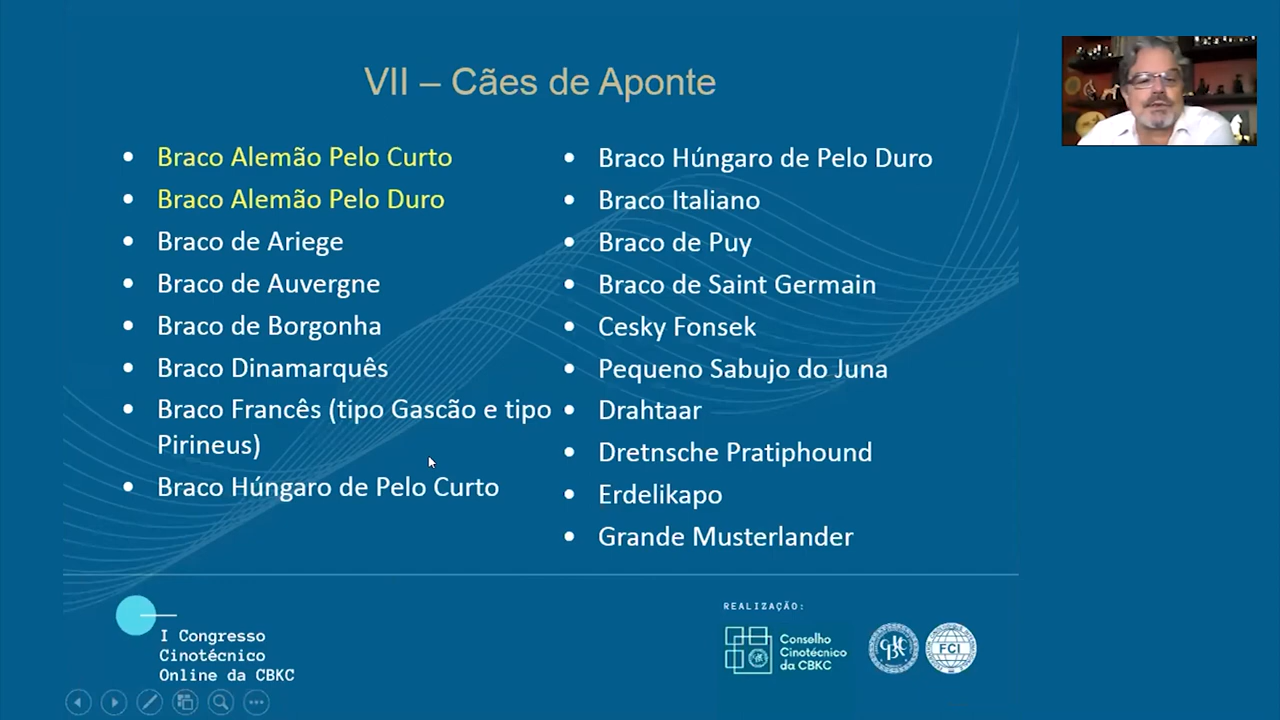 VII – Cães de Aponte
Braco Alemão Pelo Curto
Braco Alemão Pelo Duro
Braco de Ariege
Braco de Auvergne
Braco de Borgonha
Braco Dinamarquês
Braco Francês (tipo Gascão e tipo
Pirineus)
Braco Húngaro de Pelo Curto
Braco Húngaro de Pelo Duro
Braco Italiano
Braco de Puy
Braco de Saint Germain
Cesky Fonsek
Pequeno Sabujo do Juna
Drahtaar
Dretnsche Pratiphound
Erdelikapo
Grande Musterlander
I Congresso
Cinotécnico
Online da CBKC
REALIZAÇÃO:
Conselho
Cinotécnico
da CBKC
FCI